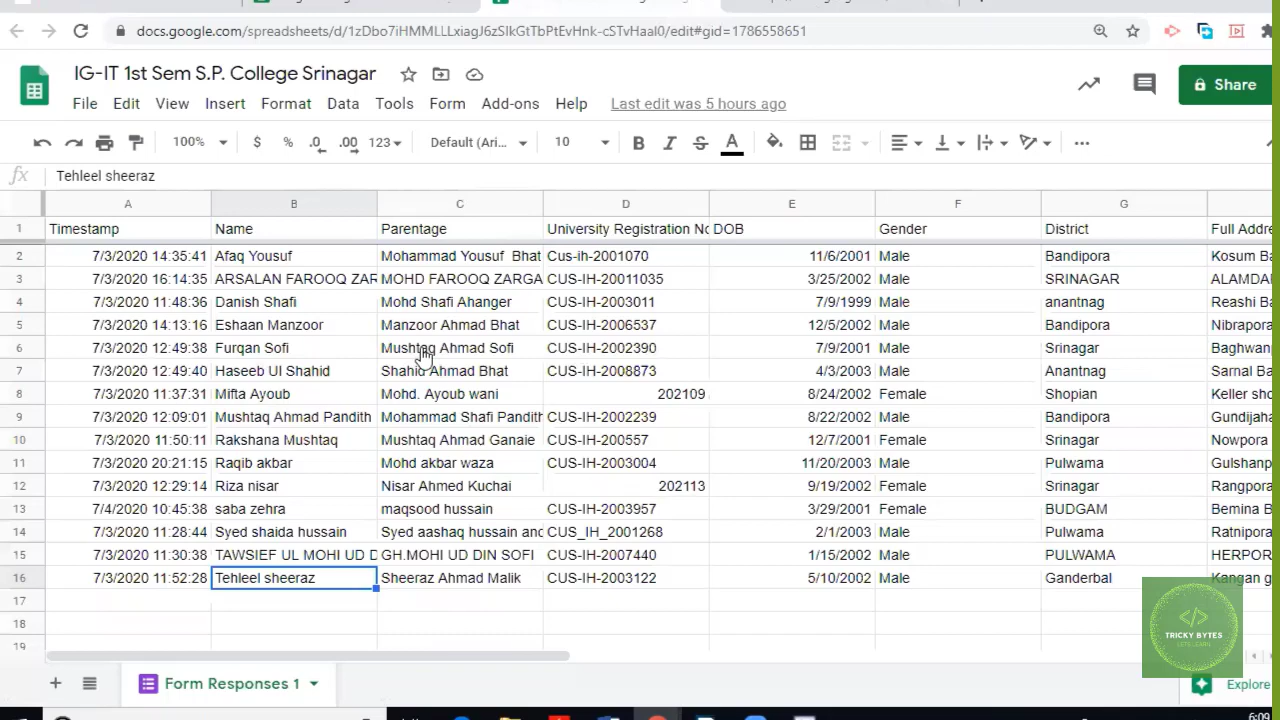 docs.google.com/spreadsheets/d/1zDbo7iHMMLLLxiagJ6zSlkGtTbPtEvHnk-cSTvHaal0/edit#gid=1786558651
IG-IT 1st Sem S.P. College Srinagar
Share
File Edit View Insert Format Data Tools Form Add-ons Help Last edit was 5 hours ago
100% $ % .0 .00 123 Default (Ari... 10 B I S A
fx Tehleel sheeraz
A B C D E F G
1 Timestamp Name Parentage University Registration No DOB Gender District Full Addre
2 7/3/2020 14:35:41 Afaq Yousuf Mohammad Yousuf Bhat Cus-ih-2001070 11/6/2001 Male Bandipora Kosum Ba
3 7/3/2020 16:14:35 ARSALAN FAROOQ ZAR MOHD FAROOQ ZARGA CUS-IH-20011035 3/25/2002 Male SRINAGAR ALAMDAR
4 7/3/2020 11:48:36 Danish Shafi Mohd Shafi Ahanger CUS-IH-2003011 7/9/1999 Male anantnag Reashi Ba
5 7/3/2020 14:13:16 Eshaan Manzoor Manzoor Ahmad Bhat CUS-IH-2006537 12/5/2002 Male Bandipora Nibrapora
6 7/3/2020 12:49:38 Furqan Sofi Mushtaq Ahmad Sofi CUS-IH-2002390 7/9/2001 Male Srinagar Baghwanp
7 7/3/2020 12:49:40 Haseeb Ul Shahid Shahid Ahmad Bhat CUS-IH-2008873 4/3/2003 Male Anantnag Sarnal Ba
8 7/3/2020 11:37:31 Mifta Ayoub Mohd. Ayoub wani 202109 8/24/2002 Female Shopian Keller sho
9 7/3/2020 12:09:01 Mushtaq Ahmad Pandith Mohammad Shafi Pandith CUS-IH-2002239 8/22/2002 Male Bandipora Gundijaha
10 7/3/2020 11:50:11 Rakshana Mushtaq Mushtaq Ahmad Ganaie CUS-IH-200557 12/7/2001 Female Srinagar Nowpora
11 7/3/2020 20:21:15 Raqib akbar Mohd akbar waza CUS-IH-2003004 11/20/2003 Male Pulwama Gulshanp
12 7/3/2020 12:29:14 Riza nisar Nisar Ahmed Kuchai 202113 9/19/2002 Female Srinagar Rangpora
13 7/4/2020 10:45:38 saba zehra maqsood hussain CUS-IH-2003957 3/29/2001 Female BUDGAM Bemina B
14 7/3/2020 11:28:44 Syed shaida hussain Syed aashaq hussain and CUS_IH_2001268 2/1/2003 Male Pulwama Ratnipora
15 7/3/2020 11:30:38 TAWSIEF UL MOHI UD D GH.MOHI UD DIN SOFI CUS-IH-2007440 1/15/2002 Male PULWAMA HERPOR
16 7/3/2020 11:52:28 Tehleel sheeraz Sheeraz Ahmad Malik CUS-IH-2003122 5/10/2002 Male Ganderbal Kangan g
17
18
19
TRICKY BYTES
LETS LEARN
Form Responses 1
Explore
6:09